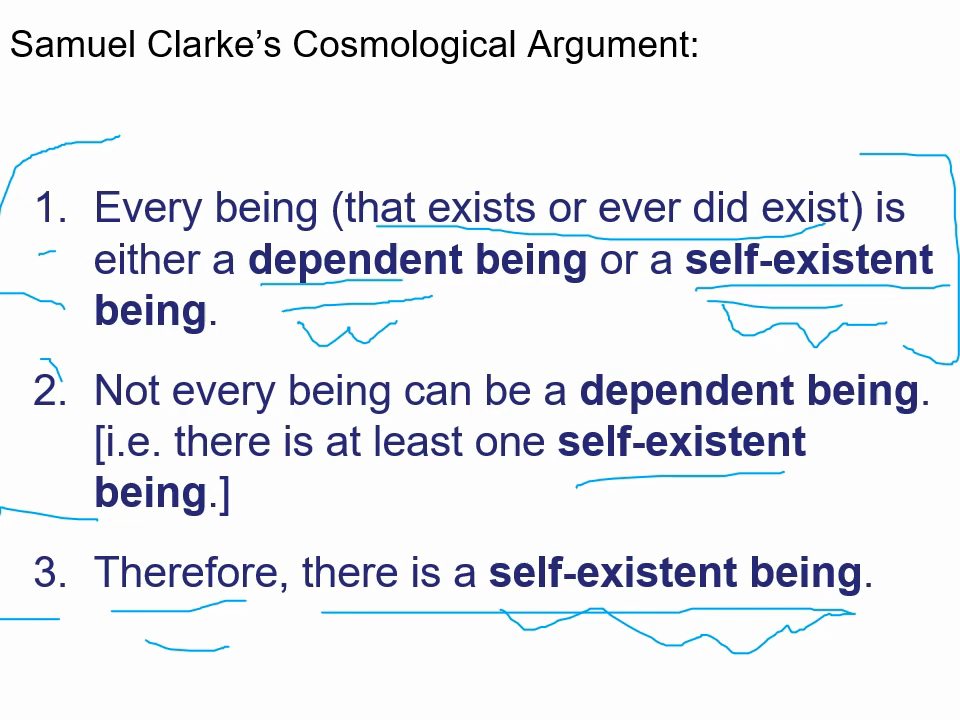 Samuel Clarke’s Cosmological Argument:
1. Every being (that exists or ever did exist) is
either a dependent being or a self-existent
being.
2. Not every being can be a dependent being.
[i.e. there is at least one self-existent
being.]
3. Therefore, there is a self-existent being.